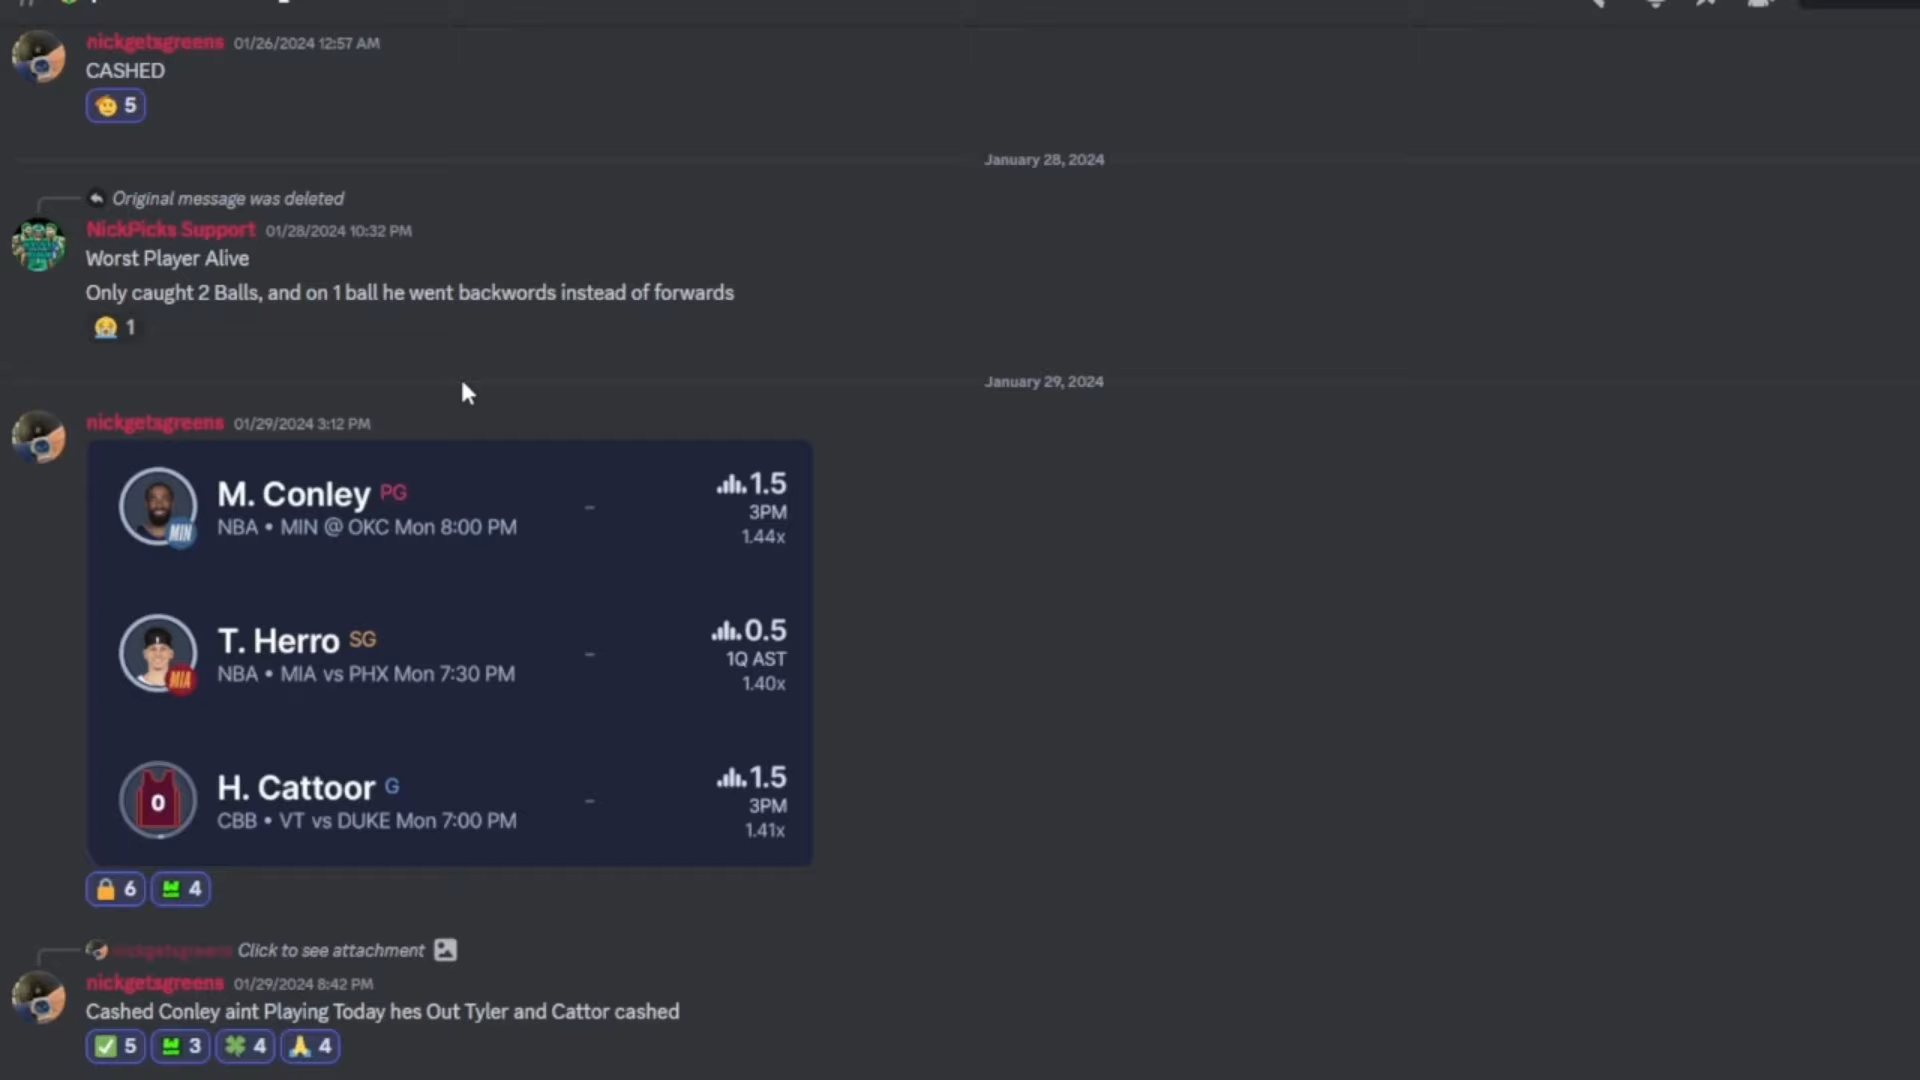 nickgetsgreens 01/26/2024 12:57 AM
CASHED
5
January 28, 2024
Original message was deleted
NickPicks Support 01/28/2024 10:32 PM
Worst Player Alive
Only caught 2 Balls, and on 1 ball he went backwords instead of forwards
1
January 29, 2024
nickgetsgreens 01/29/2024 3:12 PM
M. Conley PG
NBA • MIN @ OKC Mon 8:00 PM
-
1.5
3PM
1.44x
MIN
T. Herro SG
NBA • MIA vs PHX Mon 7:30 PM
-
0.5
1Q AST
1.40x
MIA
0
H. Cattoor G
CBB • VT vs DUKE Mon 7:00 PM
-
1.5
3PM
1.41x
6 4
nickgetsgreens Click to see attachment
nickgetsgreens 01/29/2024 8:42 PM
Cashed Conley aint Playing Today hes Out Tyler and Cattor cashed
5 3 4 4